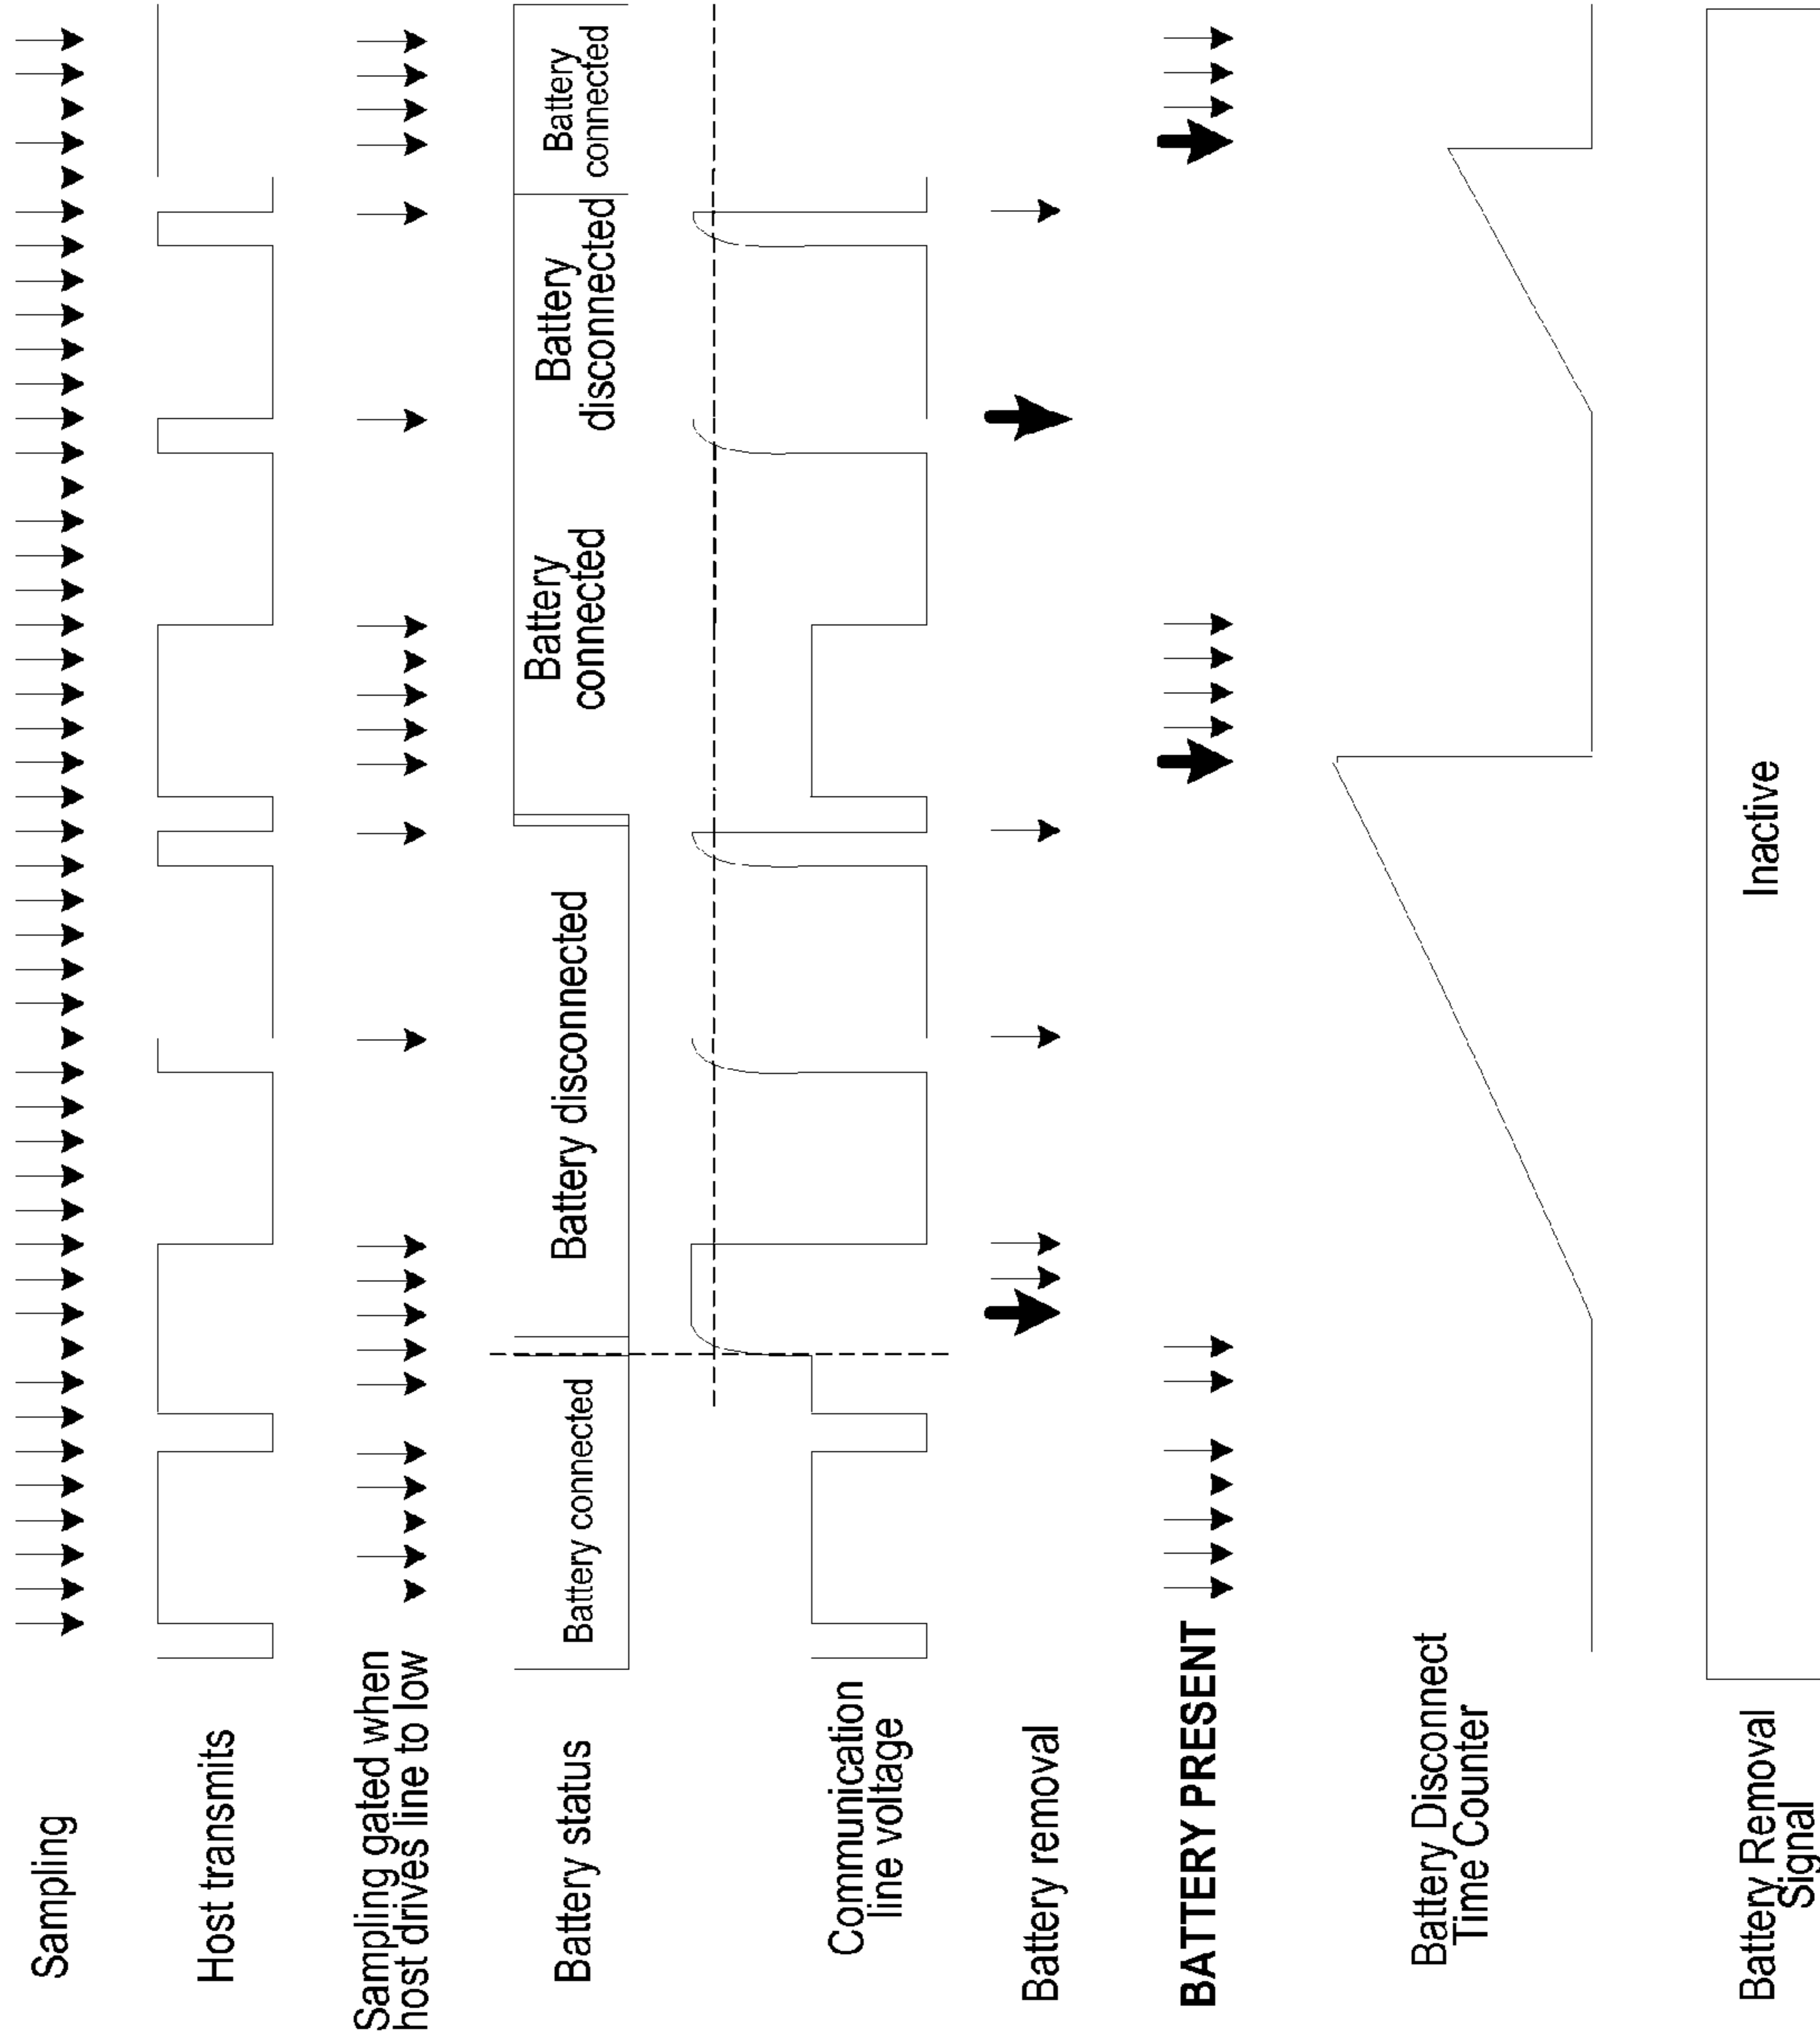 Sampling
Host transmits
Sampling gated when
host drives line to low
Battery status
Battery connected
Battery disconnected
Battery
connected
Battery
disconnected
Battery
connected
Communication
line voltage
Battery removal
BATTERY PRESENT
Battery Disconnect
Time Counter
Battery Removal
Signal
Inactive